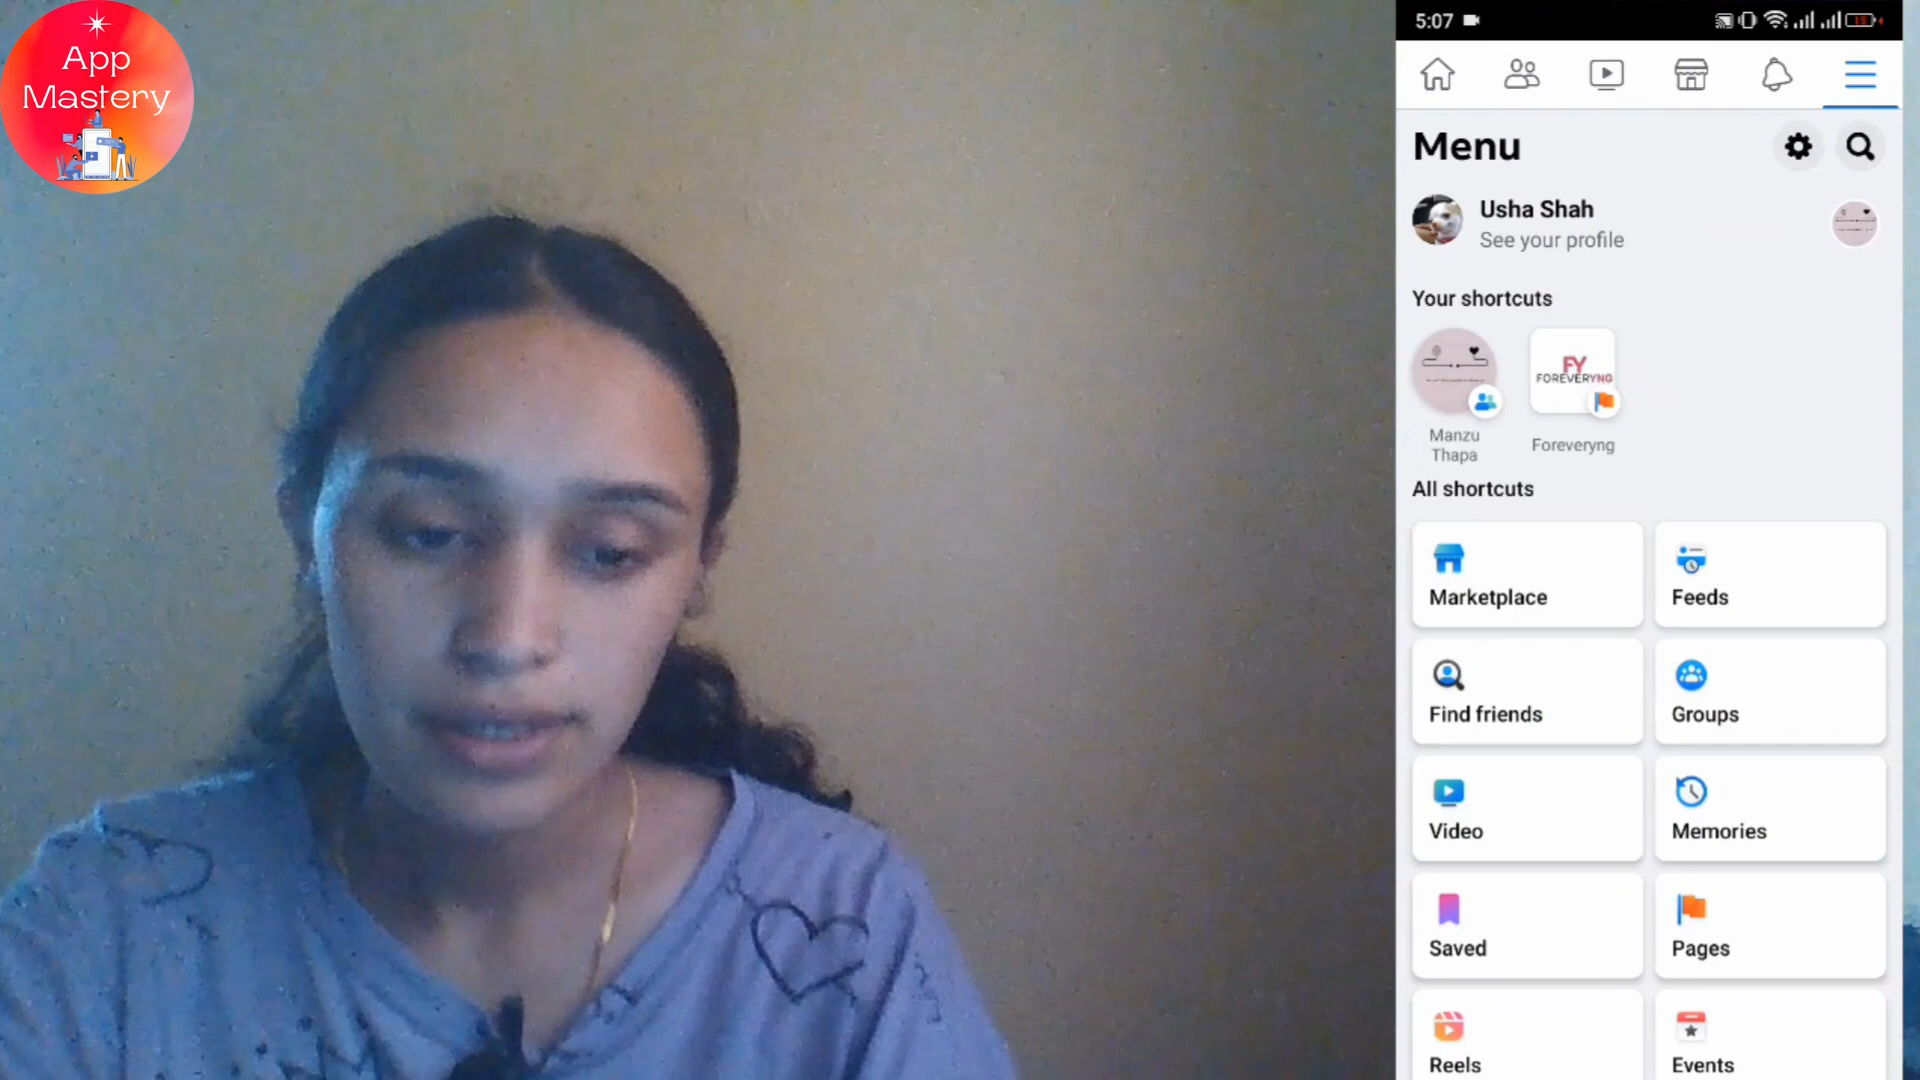 App
Mastery
5:07
15
Menu
Usha Shah
See your profile
Your shortcuts
FY
FOREVERYNG
Manzu
Thapa
Foreveryng
All shortcuts
Marketplace
Feeds
Find friends
Groups
Video
Memories
Saved
Pages
Reels
Events